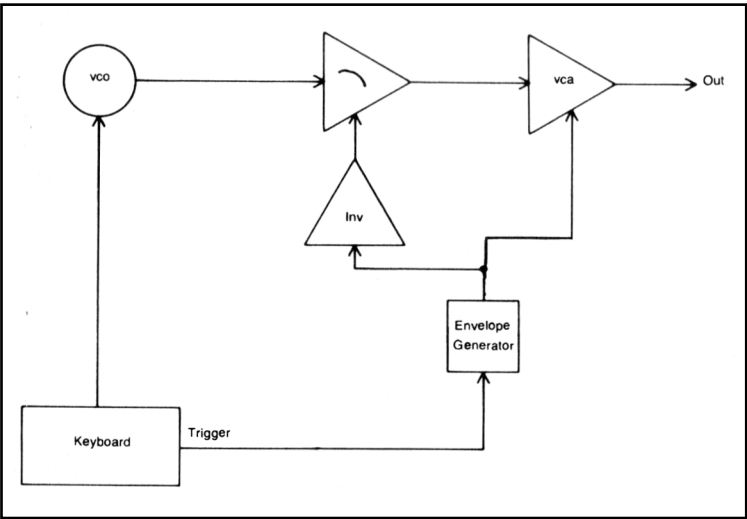 vco
vca
Out
Inv
Envelope
Generator
Trigger
Keyboard